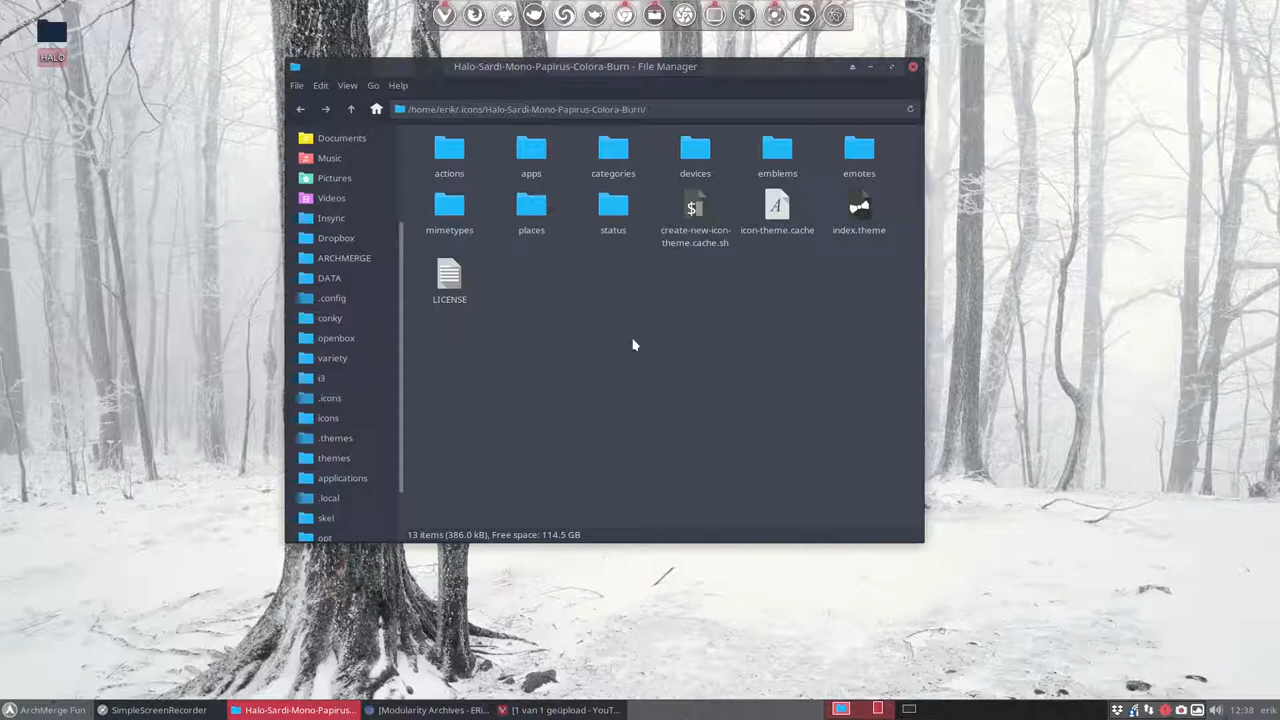 HALO
Halo-Sardi-Mono-Papirus-Colora-Burn - File Manager
File Edit View Go Help
/home/erik/.icons/Halo-Sardi-Mono-Papirus-Colora-Burn/
Documents
Music
Pictures
Videos
Insync
Dropbox
ARCHMERGE
DATA
.config
conky
openbox
variety
i3
.icons
icons
.themes
themes
applications
.local
skel
opt
actions apps categories devices emblems emotes
mimetypes places status create-new-icon-theme.cache.sh icon-theme.cache index.theme
LICENSE
13 items (386.0 kB), Free space: 114.5 GB
ArchMerge Fun SimpleScreenRecorder Halo-Sardi-Mono-Papirus... [Modularity Archives - ERi... [1 van 1 geüpload - YouT... 12:38 erik